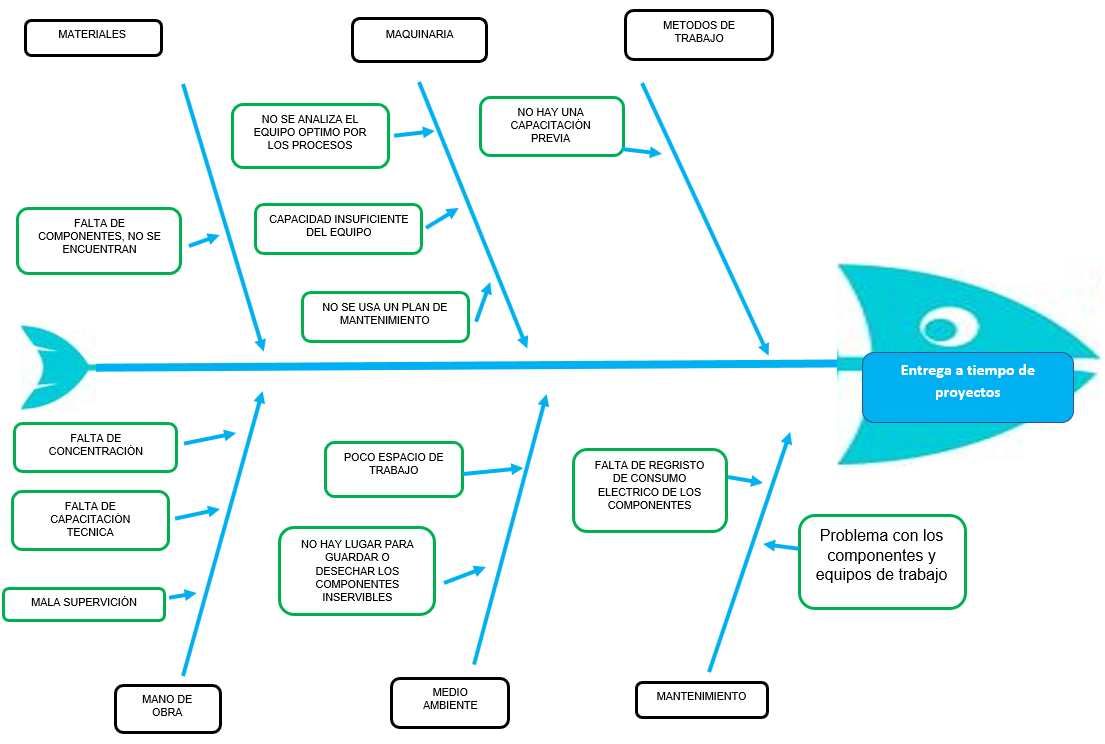 MATERIALES
MAQUINARIA
METODOS DE
TRABAJO
NO SE ANALIZA EL
EQUIPO OPTIMO POR
LOS PROCESOS
NO HAY UNA
CAPACITACIÓN
PREVIA
FALTA DE
COMPONENTES, NO SE
ENCUENTRAN
CAPACIDAD INSUFICIENTE
DEL EQUIPO
NO SE USA UN PLAN DE
MANTENIMIENTO
Entrega a tiempo de
proyectos
FALTA DE
CONCENTRACIÓN
POCO ESPACIO DE
TRABAJO
FALTA DE REGRISTO
DE CONSUMO
ELECTRICO DE LOS
COMPONENTES
FALTA DE
CAPACITACIÓN
TECNICA
NO HAY LUGAR PARA
GUARDAR O
DESECHAR LOS
COMPONENTES
INSERVIBLES
Problema con los
componentes y
equipos de trabajo
MALA SUPERVICIÓN
MANO DE
OBRA
MEDIO
AMBIENTE
MANTENIMIENTO